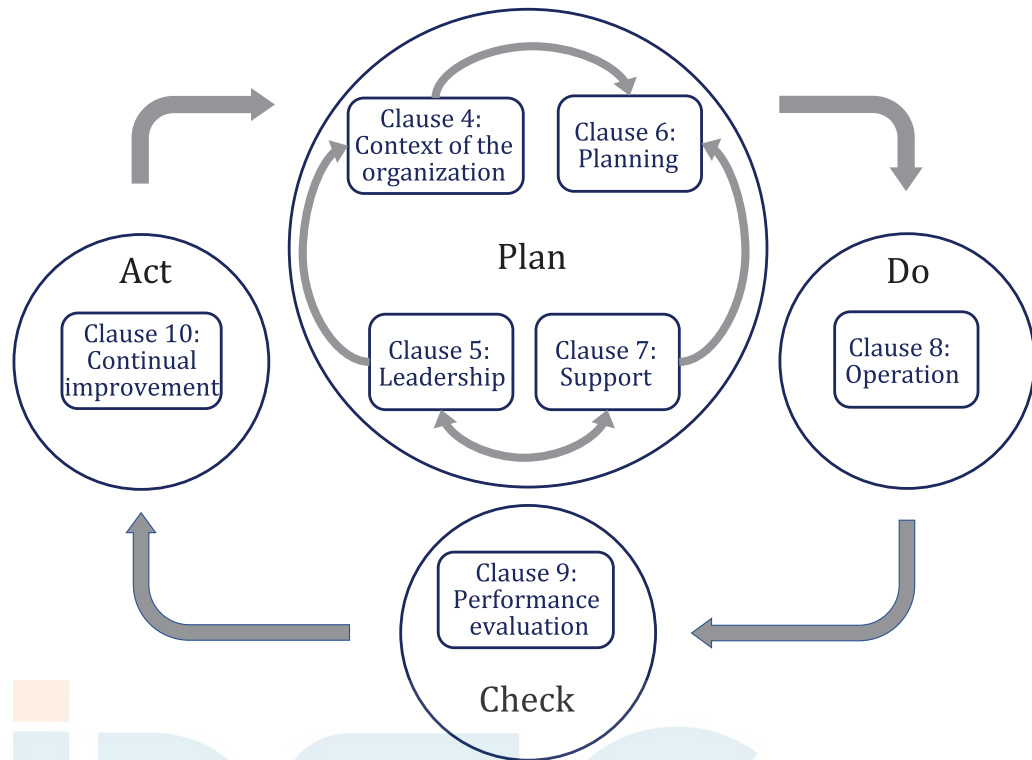 Clause 4:
Context of the
organization
Clause 6:
Planning
Plan
Clause 5:
Leadership
Clause 7:
Support
Act
Clause 10:
Continual
improvement
Do
Clause 8:
Operation
Clause 9:
Performance
evaluation
Check